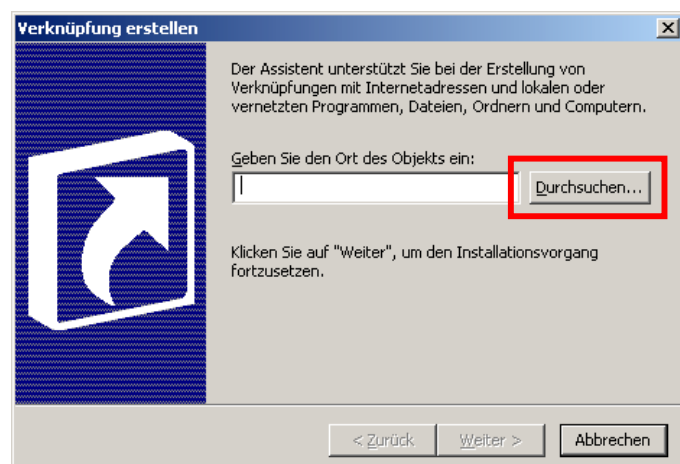 Verknüpfung erstellen
Der Assistent unterstützt Sie bei der Erstellung von
Verknüpfungen mit Internetadressen und lokalen oder
vernetzten Programmen, Dateien, Ordnern und Computern.
Geben Sie den Ort des Objekts ein:
Durchsuchen...
Klicken Sie auf "Weiter", um den Installationsvorgang
fortzusetzen.
< Zurück Weiter > Abbrechen